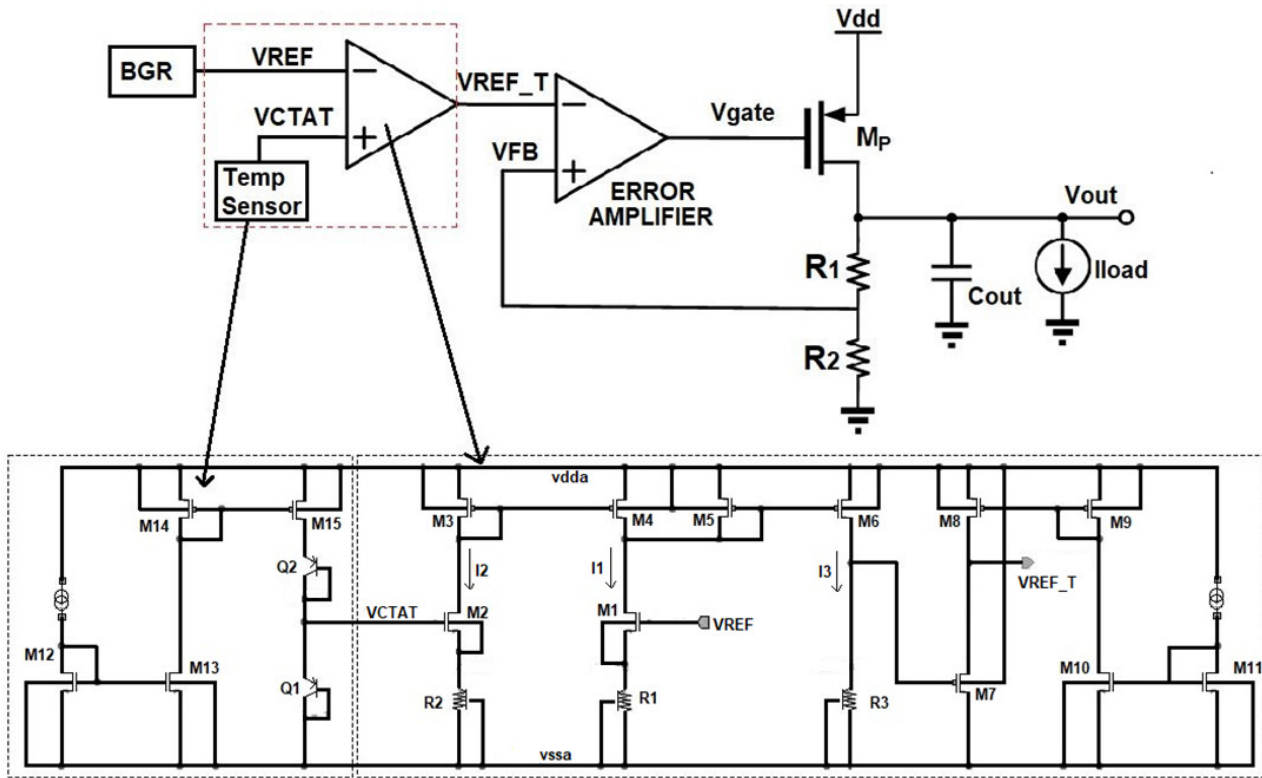 Vdd
BGR
VREF
VREF_T
Vgate
MP
VCTAT
VFB
Temp
Sensor
ERROR
AMPLIFIER
Vout
R1
Cout
Iload
R2
vdda
M14
M15
M3
M4
M5
M6
M8
M9
Q2
I2
I1
I3
VREF_T
VCTAT
M2
M1
VREF
M12
M13
Q1
M7
M10
M11
R2
R1
R3
vssa